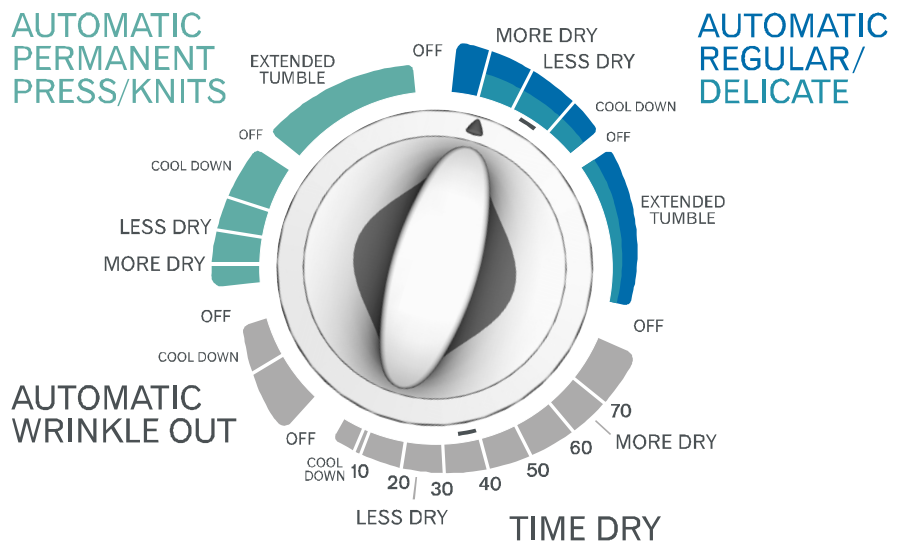 AUTOMATIC
PERMANENT
PRESS/KNITS
EXTENDED
TUMBLE
OFF
MORE DRY
LESS DRY
COOL DOWN
OFF
AUTOMATIC
REGULAR/
DELICATE
EXTENDED
TUMBLE
OFF
OFF
COOL DOWN
LESS DRY
MORE DRY
OFF
COOL DOWN
AUTOMATIC
WRINKLE OUT
OFF
COOL
DOWN
10
20
30
40
50
60
70
MORE DRY
LESS DRY
TIME DRY